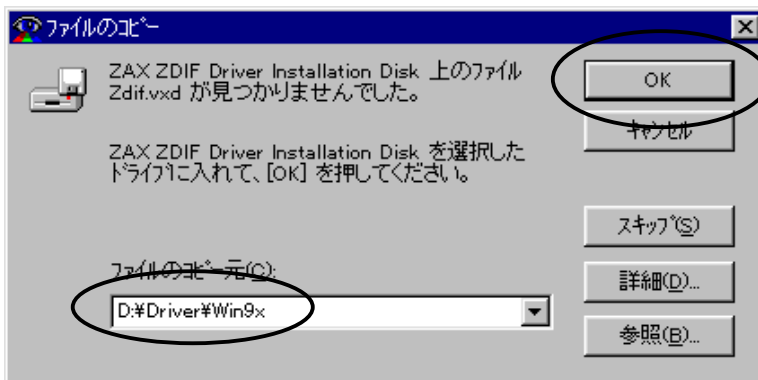 ファイルのコピー
ZAX ZDIF Driver Installation Disk 上のファイル
Zdif.vxd が見つかりませんでした。
OK
キャンセル
ZAX ZDIF Driver Installation Disk を選択した
ドライブに入れて、[OK] を押してください。
スキップ(S)
ファイルのコピー元(C):
詳細(D)...
D:¥Driver¥Win9x
参照(B)...